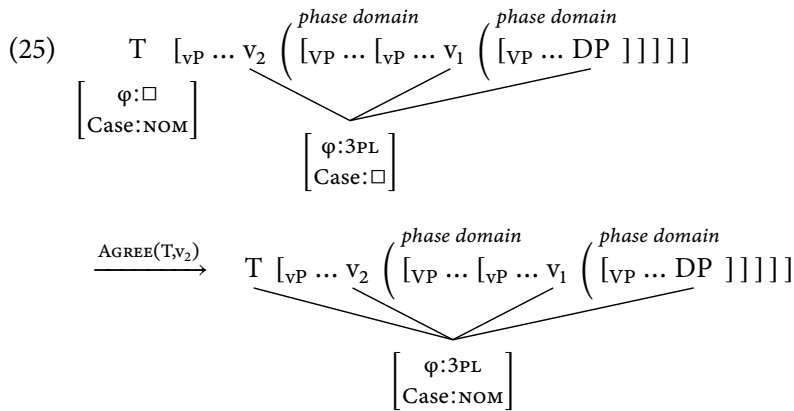 phase domain phase domain
(25) T [vP … v₂ ( [VP … [vP … v₁ ( [VP … DP ] ] ] ] ]
[ φ:□ Case:NOM ]
[ φ:3PL Case:□ ]
AGREE(T,v₂)
phase domain phase domain
T [vP … v₂ ( [VP … [vP … v₁ ( [VP … DP ] ] ] ] ]
[ φ:3PL Case:NOM ]